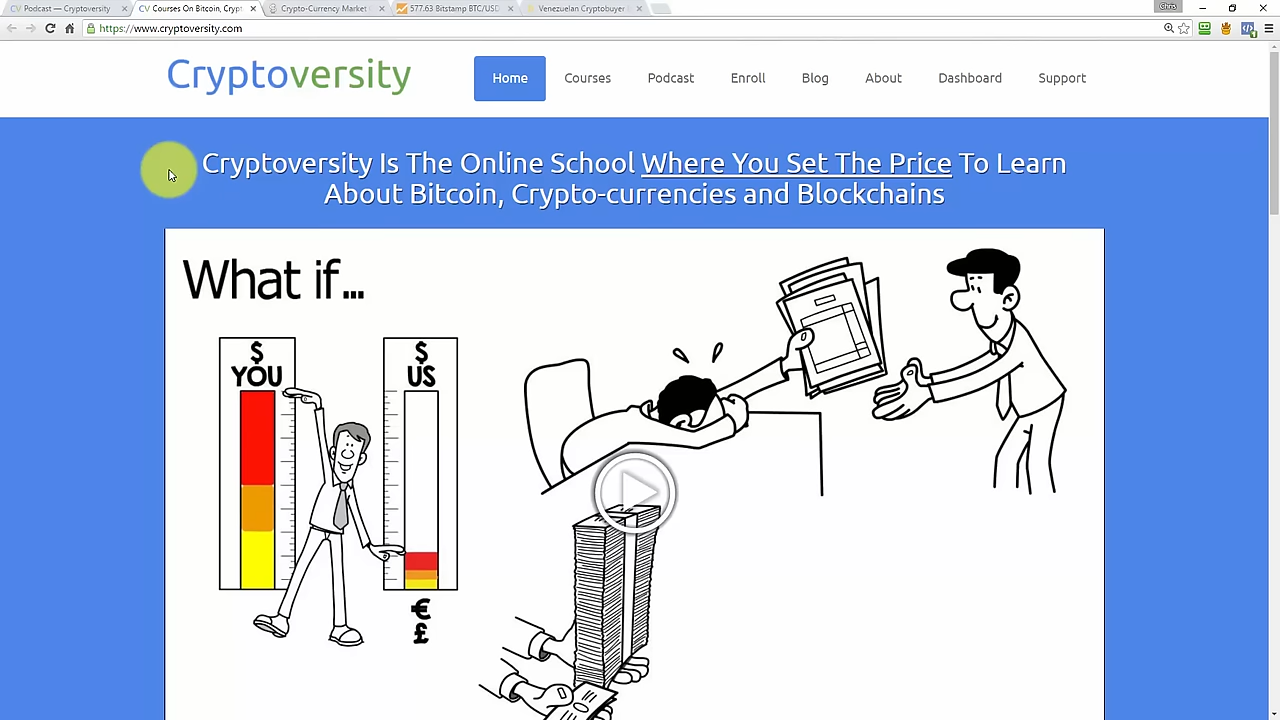 Podcast — Cryptoversity
Courses On Bitcoin, Crypt
Crypto-Currency Market
577.63 Bitstamp BTC/USD
Venezuelan Cryptobuyer
Chris
https://www.cryptoversity.com
Cryptoversity
Home
Courses
Podcast
Enroll
Blog
About
Dashboard
Support
Cryptoversity Is The Online School Where You Set The Price To Learn
About Bitcoin, Crypto-currencies and Blockchains
What if...
$
YOU
$
US
€
£